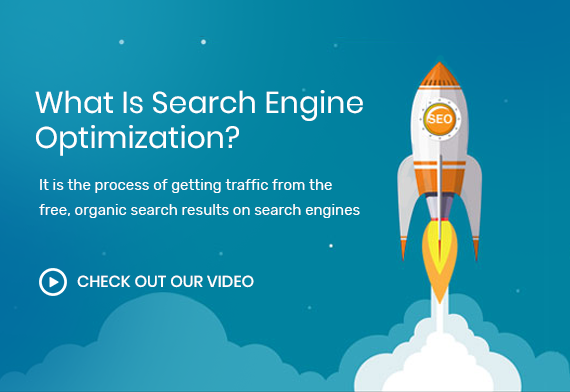 What Is Search Engine
Optimization?
It is the process of getting traffic from the
free, organic search results on search engines
CHECK OUT OUR VIDEO
SEO